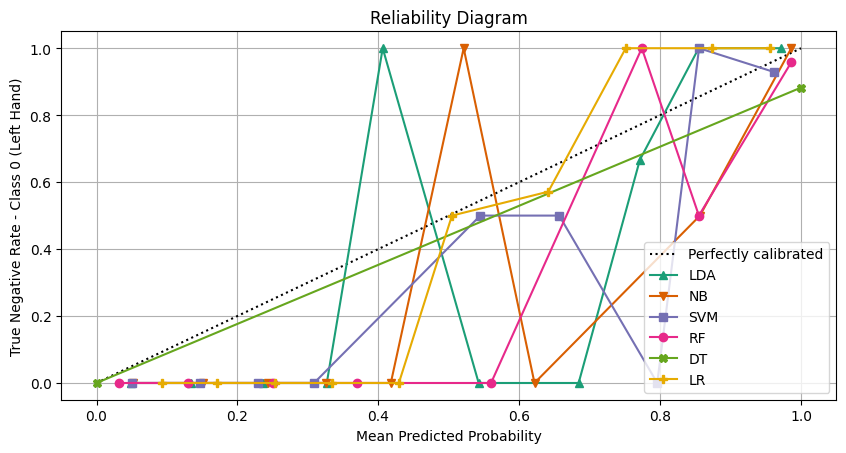 Reliability Diagram
True Negative Rate - Class 0 (Left Hand)
1.0
0.8
0.6
0.4
0.2
0.0
Perfectly calibrated
LDA
NB
SVM
RF
DT
LR
0.0 0.2 0.4 0.6 0.8 1.0
Mean Predicted Probability